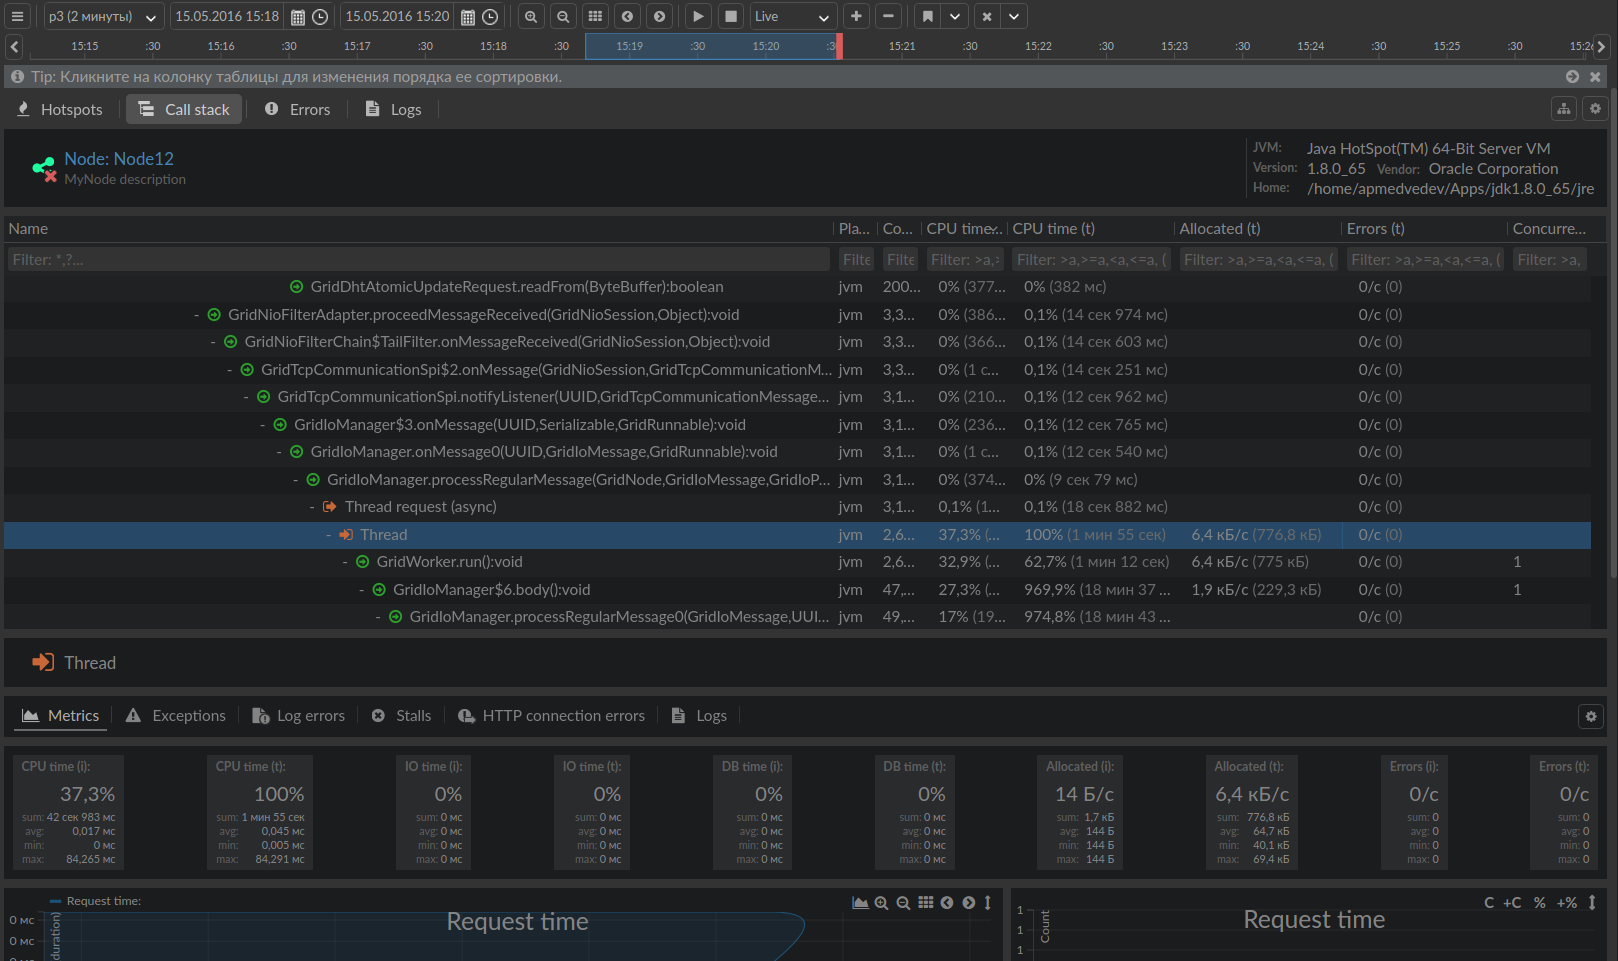 р3 (2 минуты) 15.05.2016 15:18 15.05.2016 15:20 Live
15:15 :30 15:16 :30 15:17 :30 15:18 :30 15:19 :30 15:20 :30 15:21 :30 15:22 :30 15:23 :30 15:24 :30 15:25 :30 15:26
Tip: Кликните на колонку таблицы для изменения порядка ее сортировки.
Hotspots Call stack Errors Logs
Node: Node12
MyNode description
JVM: Java HotSpot(TM) 64-Bit Server VM
Version: 1.8.0_65 Vendor: Oracle Corporation
Home: /home/apmedvedev/Apps/jdk1.8.0_65/jre
Name Pla... Co... CPU time... CPU time (t) Allocated (t) Errors (t) Concurre...
Filter: *,?... Filte Filte Filter: >a,> Filter: >a,>=a,<a,<=a, ( Filter: >a,>=a,<a,<=a, ( Filter: >a,>=a,<a,<=a, ( Filter: >a,
GridDhtAtomicUpdateRequest.readFrom(ByteBuffer):boolean jvm 200... 0% (377... 0% (382 мс) 0/с (0)
- GridNioFilterAdapter.proceedMessageReceived(GridNioSession,Object):void jvm 3,3... 0% (386... 0,1% (14 сек 974 мс) 0/с (0)
- GridNioFilterChain$TailFilter.onMessageReceived(GridNioSession,Object):void jvm 3,3... 0% (366... 0,1% (14 сек 603 мс) 0/с (0)
- GridTcpCommunicationSpi$2.onMessage(GridNioSession,GridTcpCommunicationM... jvm 3,3... 0% (1 с... 0,1% (14 сек 251 мс) 0/с (0)
- GridTcpCommunicationSpi.notifyListener(UUID,GridTcpCommunicationMessage... jvm 3,1... 0% (210... 0,1% (12 сек 962 мс) 0/с (0)
- GridIoManager$3.onMessage(UUID,Serializable,GridRunnable):void jvm 3,1... 0% (236... 0,1% (12 сек 765 мс) 0/с (0)
- GridIoManager.onMessage0(UUID,GridIoMessage,GridRunnable):void jvm 3,1... 0% (1 с... 0,1% (12 сек 540 мс) 0/с (0)
- GridIoManager.processRegularMessage(GridNode,GridIoMessage,GridIoP... jvm 3,1... 0% (374... 0% (9 сек 79 мс) 0/с (0)
- Thread request (async) jvm 3,1... 0,1% (1... 0,1% (18 сек 882 мс) 0/с (0)
- Thread jvm 2,6... 37,3% (... 100% (1 мин 55 сек) 6,4 кБ/с (776,8 кБ) 0/с (0)
- GridWorker.run():void jvm 2,6... 32,9% (... 62,7% (1 мин 12 сек) 6,4 кБ/с (775 кБ) 0/с (0) 1
- GridIoManager$6.body():void jvm 47,... 27,3% (... 969,9% (18 мин 37 ... 1,9 кБ/с (229,3 кБ) 0/с (0) 1
- GridIoManager.processRegularMessage0(GridIoMessage,UUI... jvm 49,... 17% (19... 974,8% (18 мин 43 ... 0/с (0)
Thread
Metrics Exceptions Log errors Stalls HTTP connection errors Logs
CPU time (i): CPU time (t): IO time (i): IO time (t): DB time (i): DB time (t): Allocated (i): Allocated (t): Errors (i): Errors (t):
37,3% 100% 0% 0% 0% 0% 14 Б/с 6,4 кБ/с 0/с 0/с
sum: 42 сек 983 мс sum: 1 мин 55 сек sum: 0 мс sum: 0 мс sum: 0 мс sum: 0 мс sum: 1,7 кБ sum: 776,8 кБ sum: 0 sum: 0
avg: 0,017 мс avg: 0,045 мс avg: 0 мс avg: 0 мс avg: 0 мс avg: 0 мс avg: 144 Б avg: 64,7 кБ avg: 0 avg: 0
min: 0 мс min: 0,005 мс min: 0 мс min: 0 мс min: 0 мс min: 0 мс min: 144 Б min: 40,1 кБ min: 0 min: 0
max: 84,265 мс max: 84,291 мс max: 0 мс max: 0 мс max: 0 мс max: 0 мс max: 144 Б max: 69,4 кБ max: 0 max: 0
Request time: C +C % +%
Request time Request time
0 мс 1
0 мс 1
1
duration)
Count